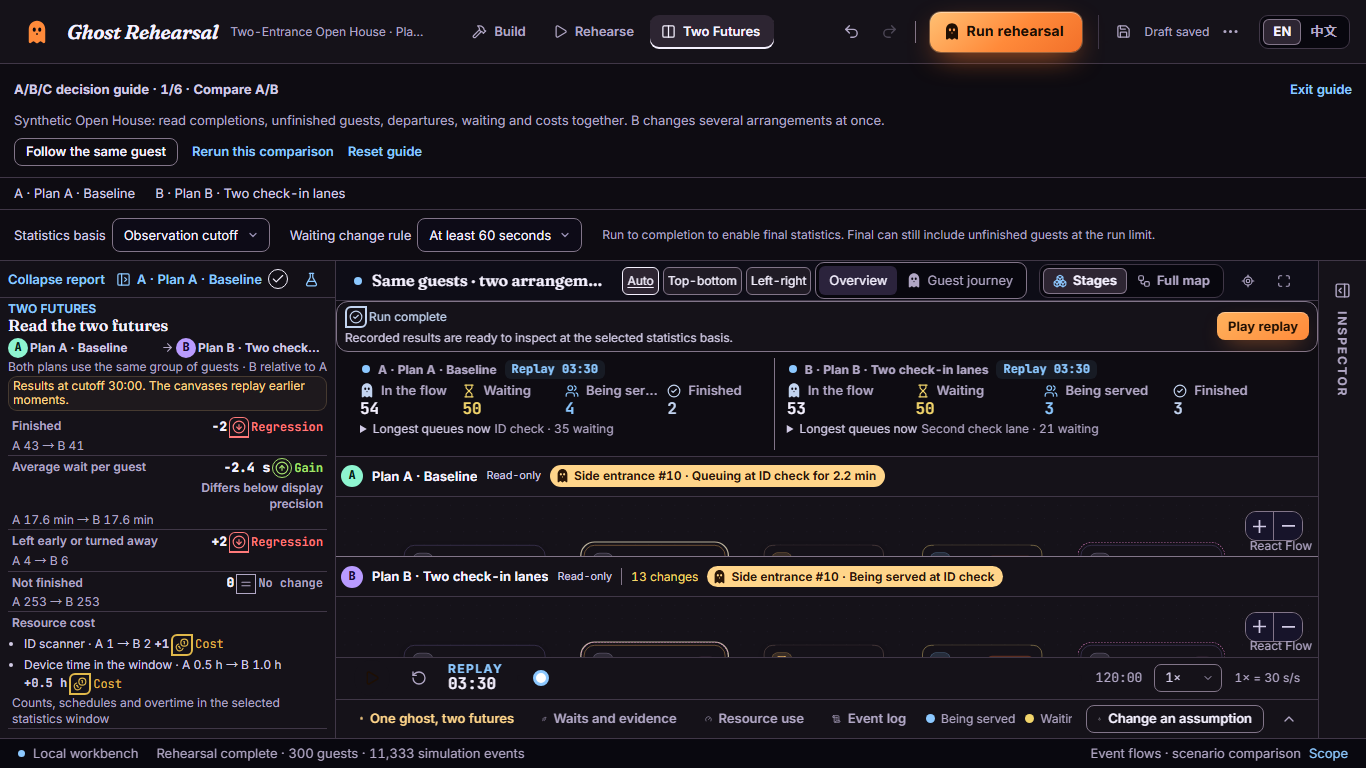 Ghost Rehearsal
Two-Entrance Open House · Pla...
Build
Rehearse
Two Futures
Run rehearsal
Draft saved
EN
中文
A/B/C decision guide · 1/6 · Compare A/B
Exit guide
Synthetic Open House: read completions, unfinished guests, departures, waiting and costs together. B changes several arrangements at once.
Follow the same guest
Rerun this comparison
Reset guide
A · Plan A · Baseline
B · Plan B · Two check-in lanes
Statistics basis
Observation cutoff
Waiting change rule
At least 60 seconds
Run to completion to enable final statistics. Final can still include unfinished guests at the run limit.
Collapse report
A · Plan A · Baseline
TWO FUTURES
Read the two futures
A Plan A · Baseline → B Plan B · Two check...
Both plans use the same group of guests · B relative to A
Results at cutoff 30:00. The canvases replay earlier
moments.
Finished
-2 Regression
A 43 → B 41
Average wait per guest
-2.4 s Gain
Differs below display
precision
A 17.6 min → B 17.6 min
Left early or turned away
+2 Regression
A 4 → B 6
Not finished
0 = No change
A 253 → B 253
Resource cost
• ID scanner · A 1 → B 2 +1 Cost
• Device time in the window · A 0.5 h → B 1.0 h
+0.5 h Cost
Counts, schedules and overtime in the selected
statistics window
Same guests · two arrangem...
Auto
Top-bottom
Left-right
Overview
Guest journey
Stages
Full map
Run complete
Recorded results are ready to inspect at the selected statistics basis.
Play replay
A · Plan A · Baseline
Replay 03:30
In the flow
Waiting
Being ser...
Finished
54
50
4
2
Longest queues now ID check · 35 waiting
B · Plan B · Two check-in lanes
Replay 03:30
In the flow
Waiting
Being served
Finished
53
50
3
3
Longest queues now Second check lane · 21 waiting
A
Plan A · Baseline
Read-only
Side entrance #10 · Queuing at ID check for 2.2 min
React Flow
B
Plan B · Two check-in lanes
Read-only
13 changes
Side entrance #10 · Being served at ID check
React Flow
REPLAY
03:30
120:00
1×
1× = 30 s/s
One ghost, two futures
Waits and evidence
Resource use
Event log
Being served
Waitir
Change an assumption
INSPECTOR
Local workbench
Rehearsal complete · 300 guests · 11,333 simulation events
Event flows · scenario comparison
Scope